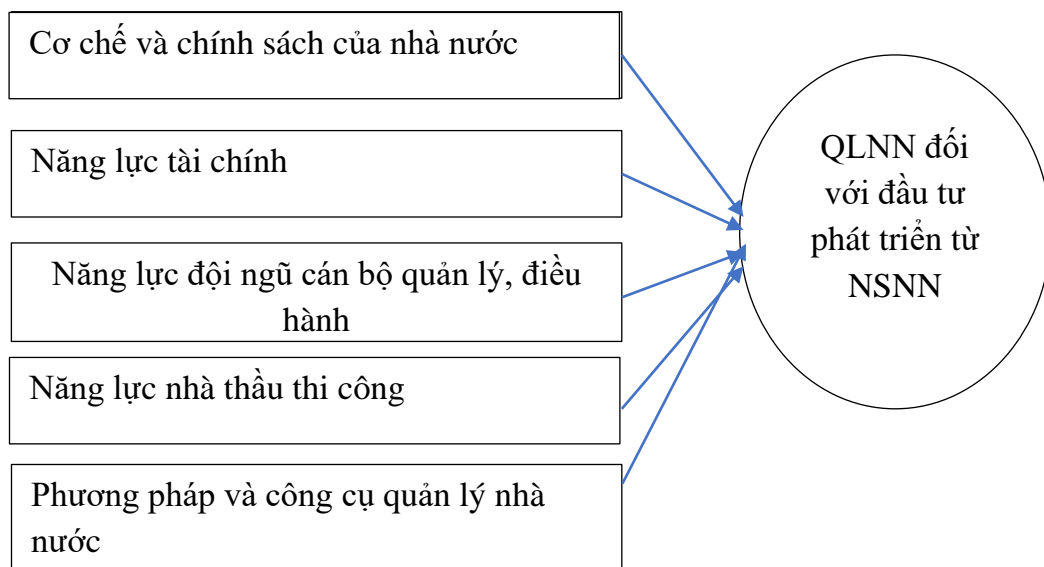 Cơ chế và chính sách của nhà nước
Năng lực tài chính
Năng lực đội ngũ cán bộ quản lý, điều
hành
Năng lực nhà thầu thi công
Phương pháp và công cụ quản lý nhà
nước
QLNN đối
với đầu tư
phát triển từ
NSNN